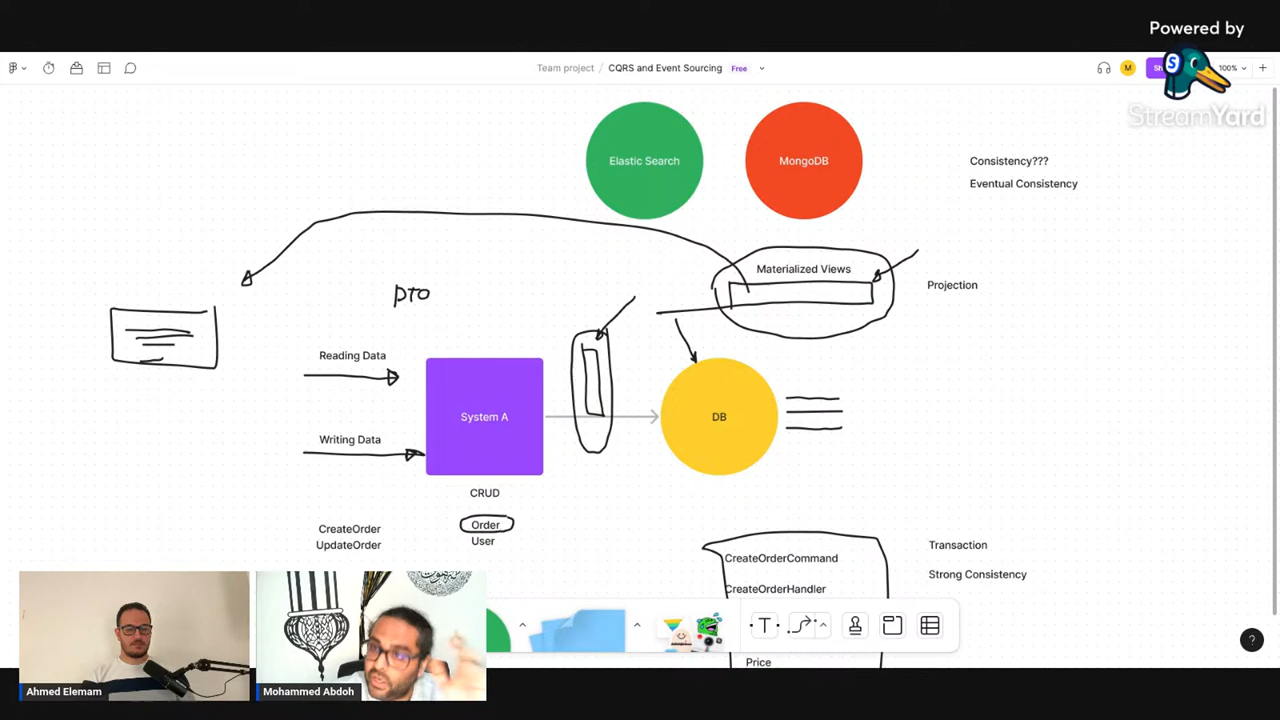 Powered by
StreamYard
Team project / CQRS and Event Sourcing Free
100%
Elastic Search
MongoDB
Consistency???
Eventual Consistency
Materialized Views
Projection
DTO
Reading Data
Writing Data
System A
DB
CRUD
Order
User
CreateOrder
UpdateOrder
CreateOrderCommand
CreateOrderHandler
Price
Transaction
Strong Consistency
T
?
Ahmed Elemam
Mohammed Abdoh
M
S